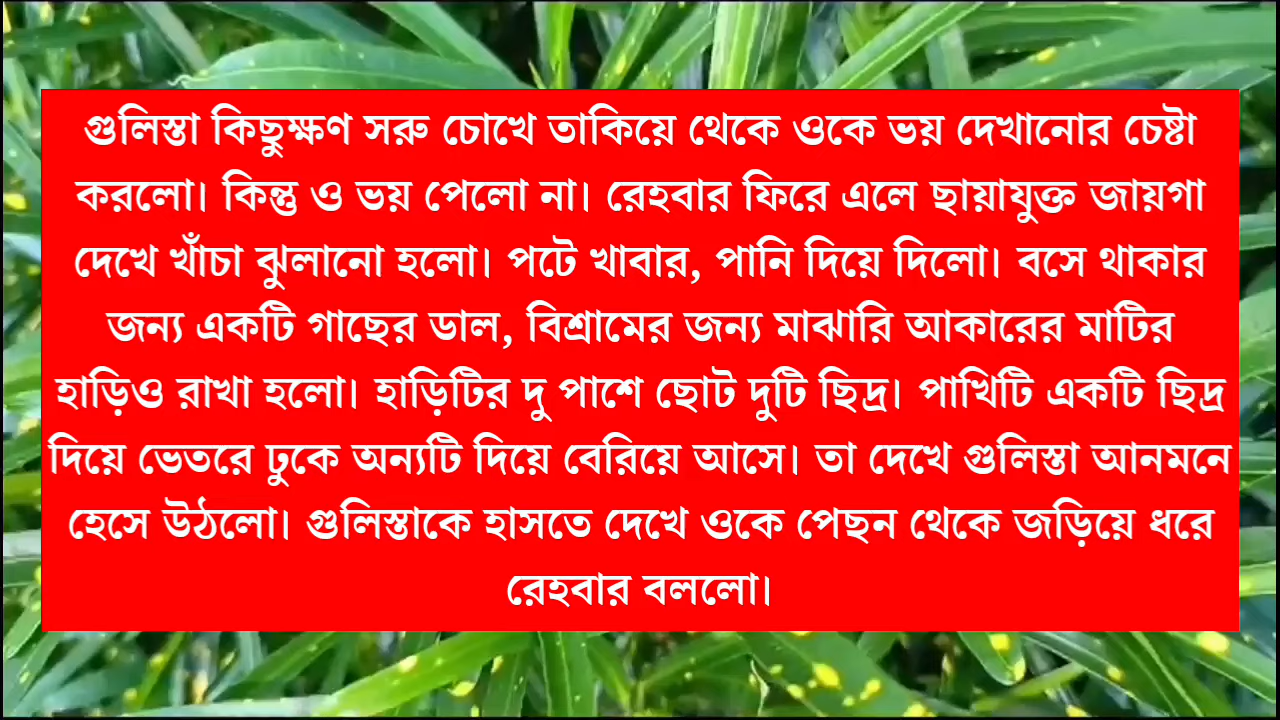 গুলিস্তা কিছুক্ষণ সরু চোখে তাকিয়ে থেকে ওকে ভয় দেখানোর চেষ্টা
করলো। কিন্তু ও ভয় পেলো না। রেহবার ফিরে এলে ছায়াযুক্ত জায়গা
দেখে খাঁচা ঝুলানো হলো। পটে খাবার, পানি দিয়ে দিলো। বসে থাকার
জন্য একটি গাছের ডাল, বিশ্রামের জন্য মাঝারি আকারের মাটির
হাড়িও রাখা হলো। হাড়িটির দু পাশে ছোট দুটি ছিদ্র। পাখিটি একটি ছিদ্র
দিয়ে ভেতরে ঢুকে অন্যটি দিয়ে বেরিয়ে আসে। তা দেখে গুলিস্তা আনমনে
হেসে উঠলো। গুলিস্তাকে হাসতে দেখে ওকে পেছন থেকে জড়িয়ে ধরে
রেহবার বললো।